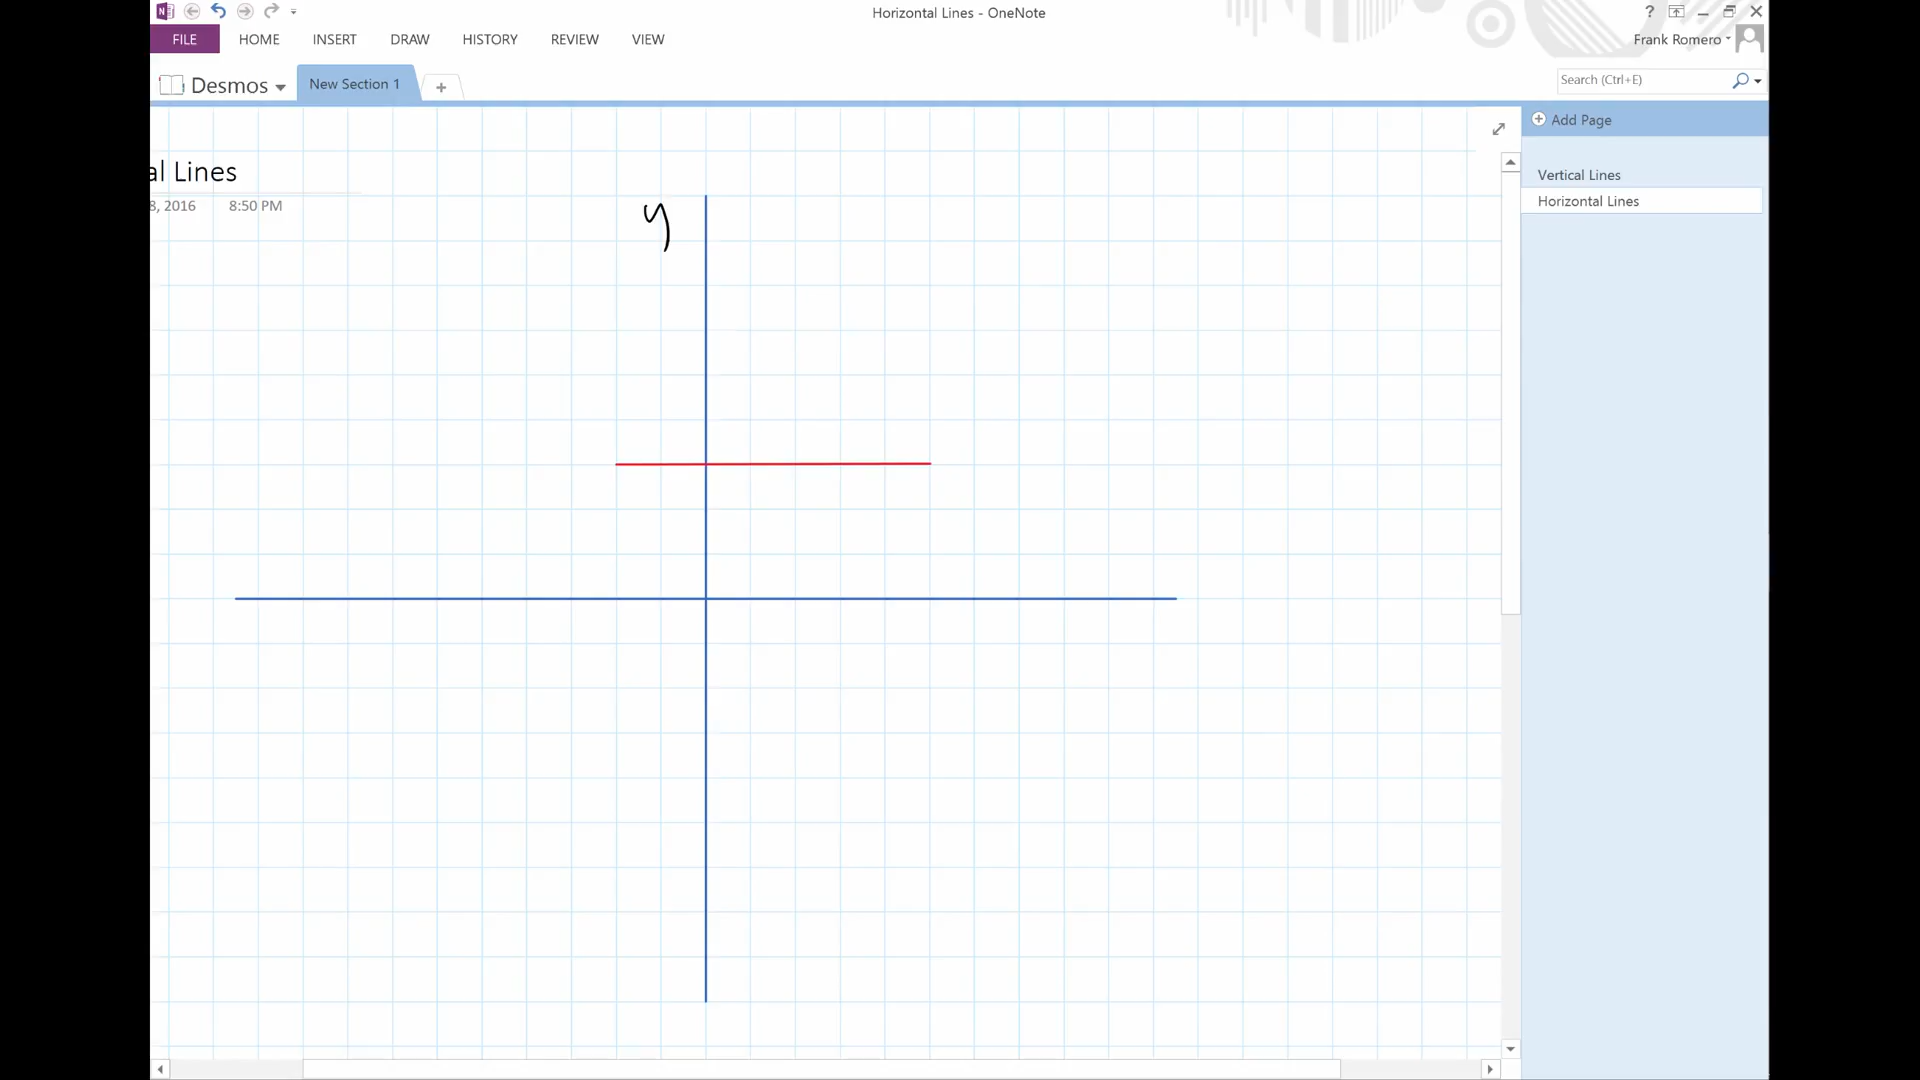 Horizontal Lines - OneNote
?
FILE HOME INSERT DRAW HISTORY REVIEW VIEW
Frank Romero
Desmos
New Section 1
+
Search (Ctrl+E)
Add Page
al Lines
8, 2016 8:50 PM
Vertical Lines
Horizontal Lines
y